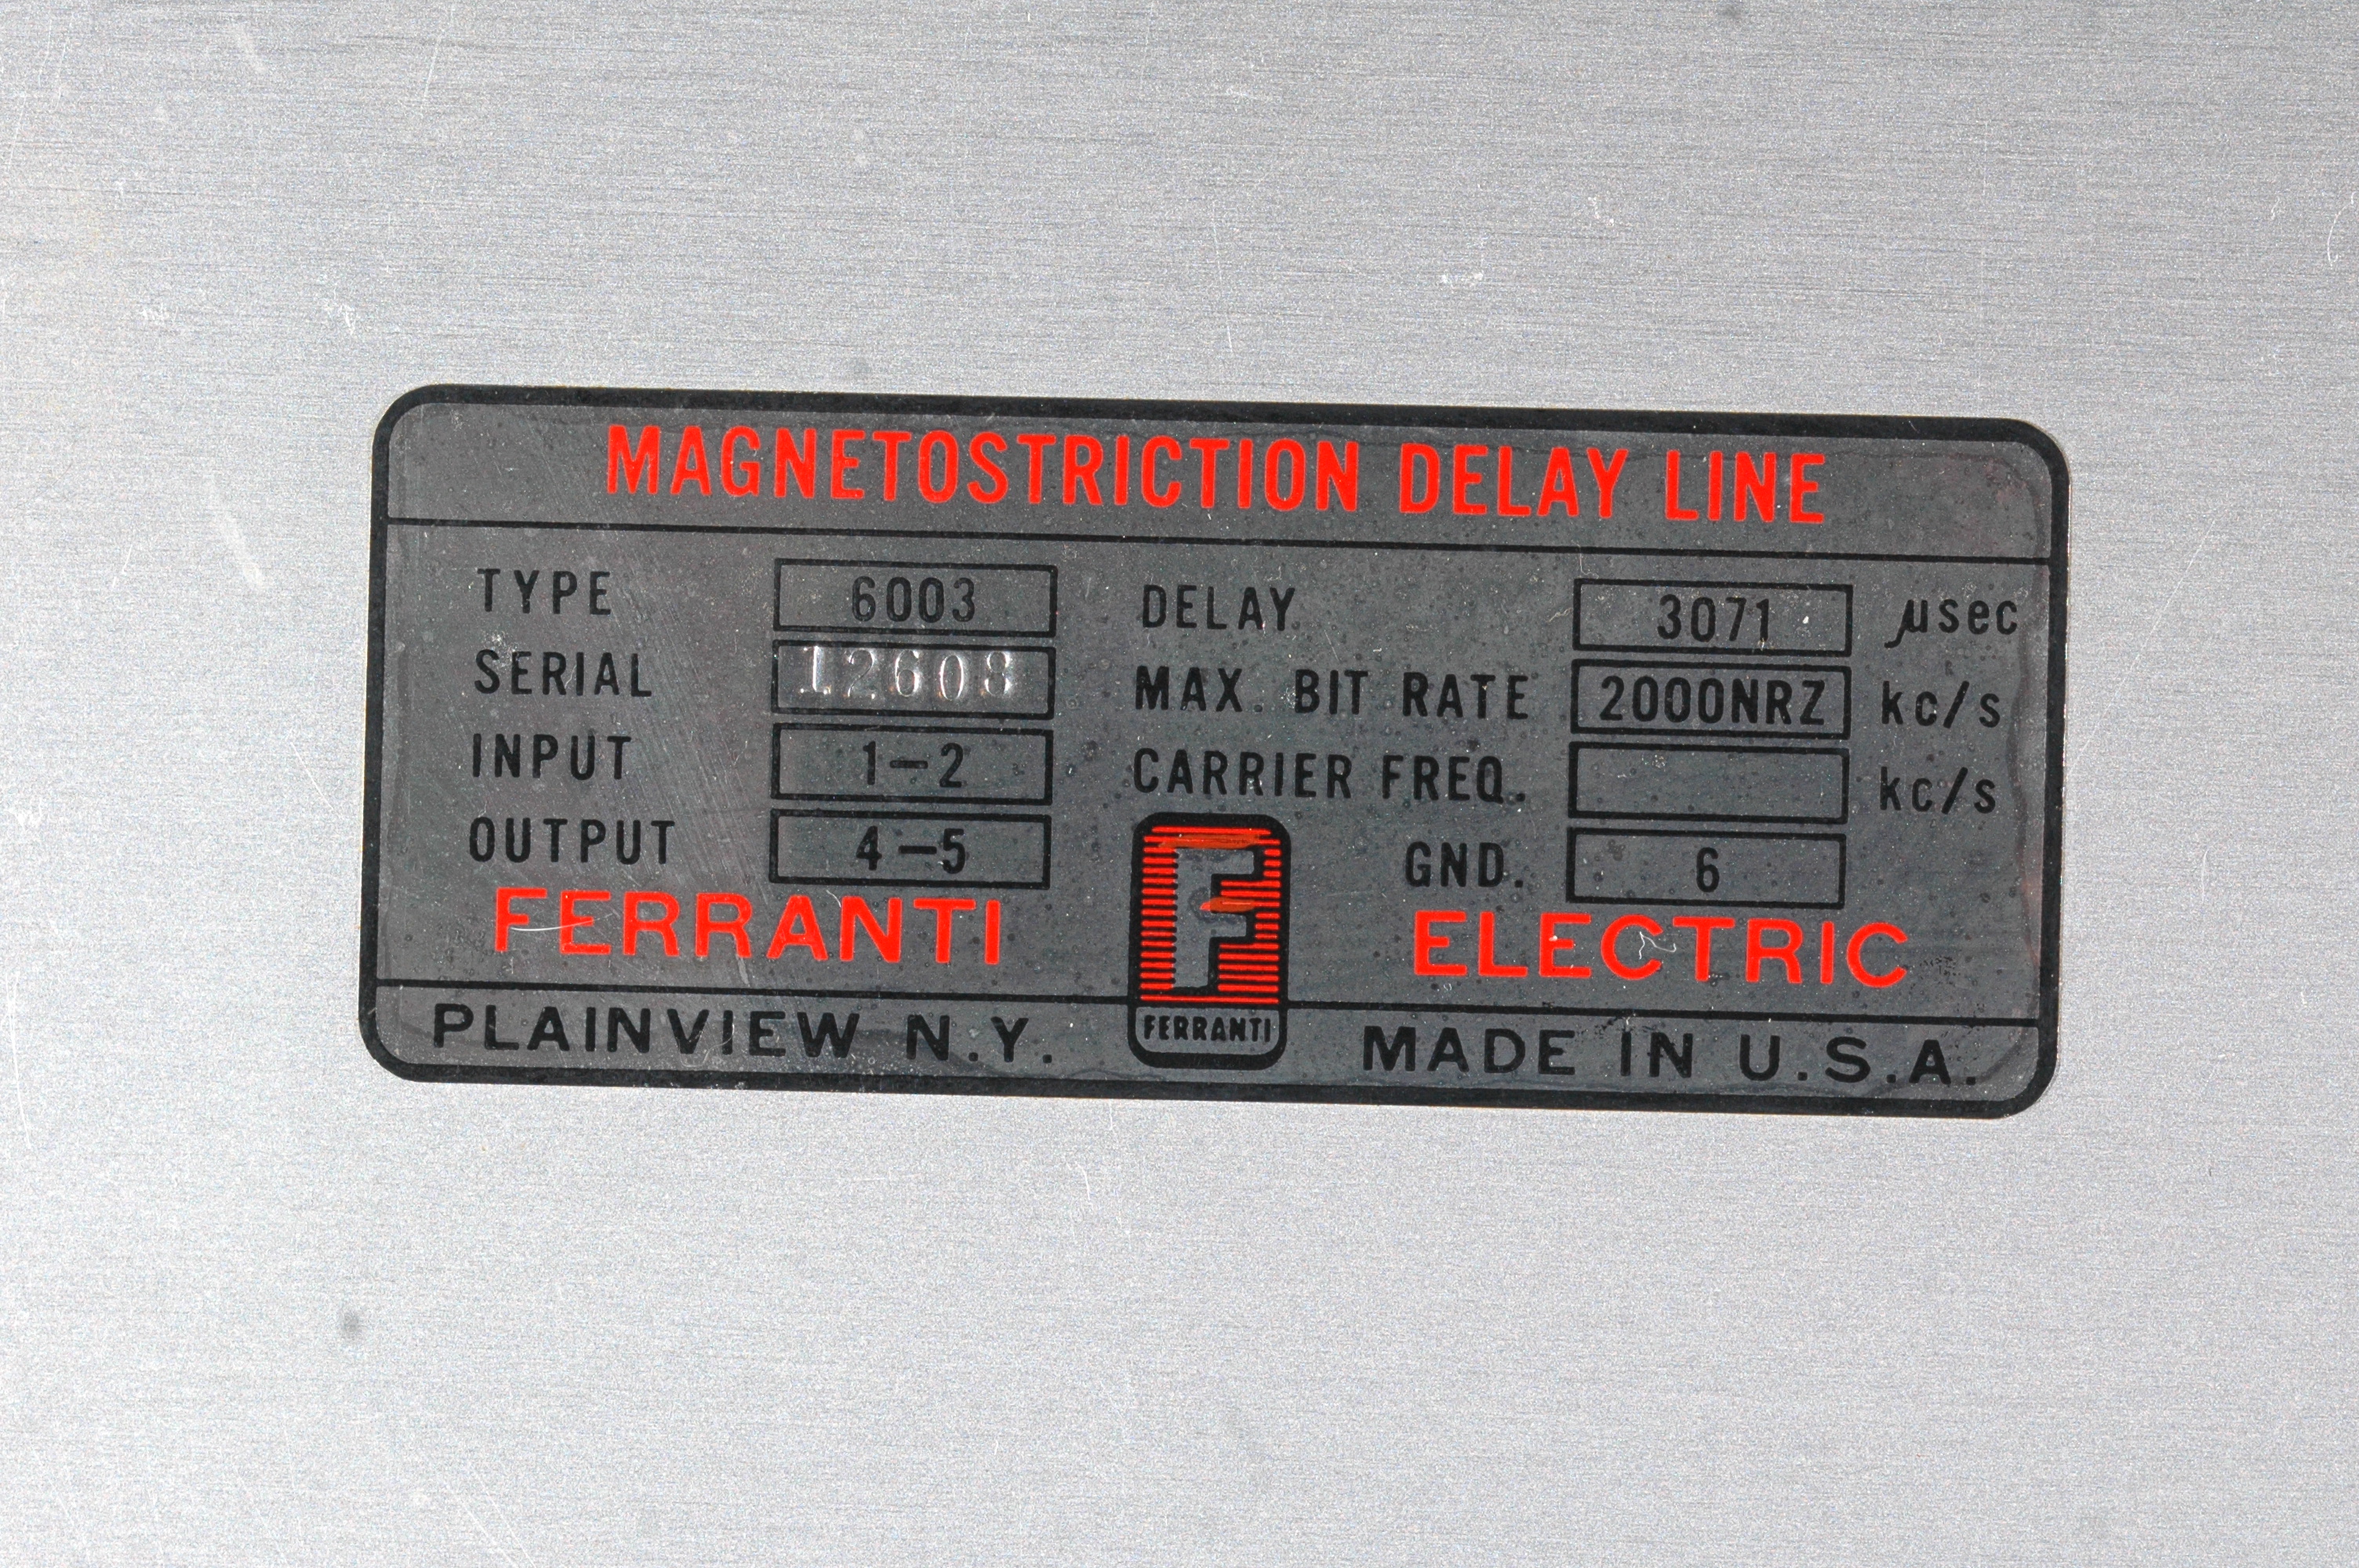 MAGNETOSTRICTION DELAY LINE
TYPE 6003 DELAY 3071 µsec
SERIAL 12608 MAX. BIT RATE 2000NRZ kc/s
INPUT 1–2 CARRIER FREQ. kc/s
OUTPUT 4–5 GND. 6
FERRANTI F ELECTRIC
PLAINVIEW N.Y. FERRANTI MADE IN U.S.A.